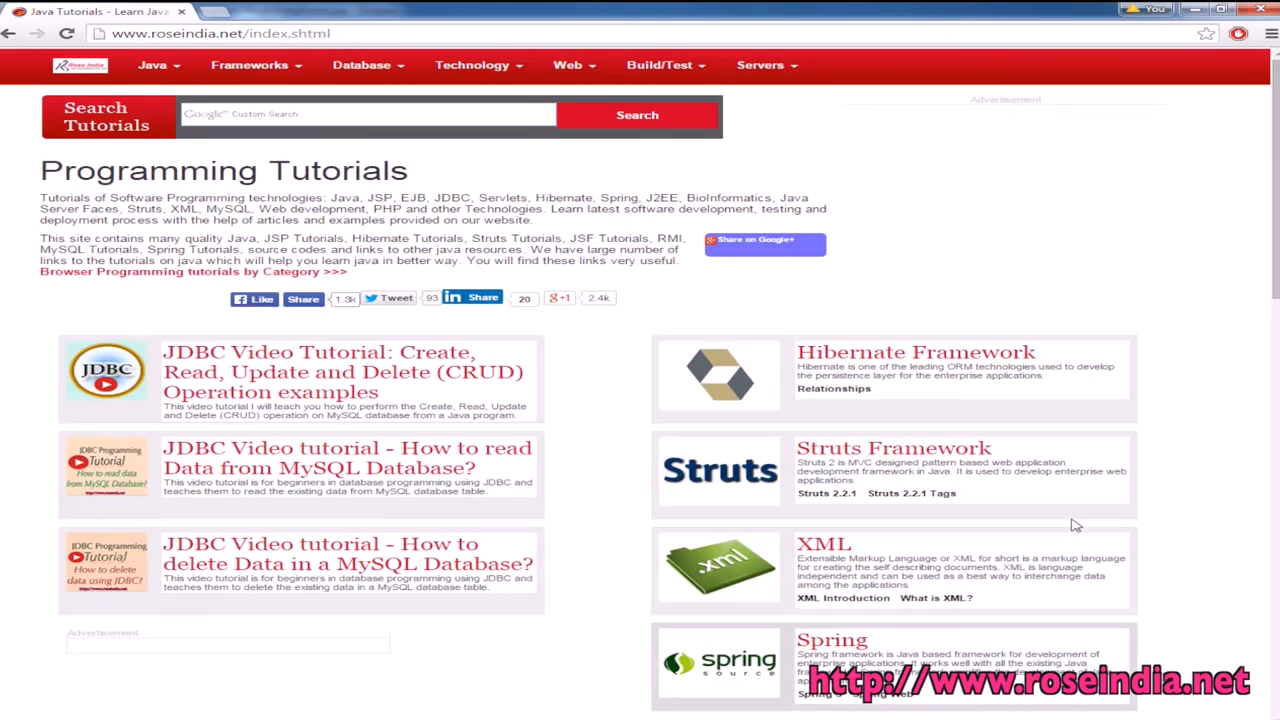 Java Tutorials - Learn Java
You
www.roseindia.net/index.shtml
Rose India
Java Frameworks Database Technology Web Build/Test Servers
Search
Tutorials
Google™ Custom Search
Search
Advertisement
Programming Tutorials
Tutorials of Software Programming technologies: Java, JSP, EJB, JDBC, Servlets, Hibernate, Spring, J2EE, BioInformatics, Java
Server Faces, Struts, XML, MySQL, Web development, PHP and other Technologies. Learn latest software development, testing and
deployment process with the help of articles and examples provided on our website.
This site contains many quality Java, JSP Tutorials, Hibernate Tutorials, Struts Tutorials, JSF Tutorials, RMI,
MySQL Tutorials, Spring Tutorials, source codes and links to other java resources. We have large number of
links to the tutorials on java which will help you learn java in better way. You will find these links very useful.
Browser Programming tutorials by Category >>>
Share on Google+
Like Share 1.3k Tweet 93 in Share 20 g+1 2.4k
JDBC
JDBC Video Tutorial: Create,
Read, Update and Delete (CRUD)
Operation examples
This video tutorial I will teach you how to perform the Create, Read, Update
and Delete (CRUD) operation on MySQL database from a Java program.
JDBC Programming
Tutorial
How to read data
from MySQL Database?
http://www.roseindia.net
JDBC Video tutorial - How to read
Data from MySQL Database?
This video tutorial is for beginners in database programming using JDBC and
teaches them to read the existing data from MySQL database table.
JDBC Programming
Tutorial
How to delete
data using JDBC?
http://www.roseindia.net
JDBC Video tutorial - How to
delete Data in a MySQL Database?
This video tutorial is for beginners in database programming using JDBC and
teaches them to delete the existing data from MySQL database table.
Advertisement
Hibernate Framework
Hibernate is one of the leading ORM technologies used to develop
the persistence layer for the enterprise applications.
Relationships
Struts
Struts Framework
Struts 2 is MVC designed pattern based web application
development framework in Java. It is used to develop enterprise web
applications.
Struts 2.2.1 Struts 2.2.1 Tags
.xml
XML
Extensible Markup Language or XML for short is a markup language
for creating the self describing documents. XML is language
independent and can be used as a best way to interchange data
among the applications.
XML Introduction What is XML?
spring
source
Spring
Spring framework is Java based framework for development of
enterprise applications. It works well with all the existing Java
http://www.roseindia.net